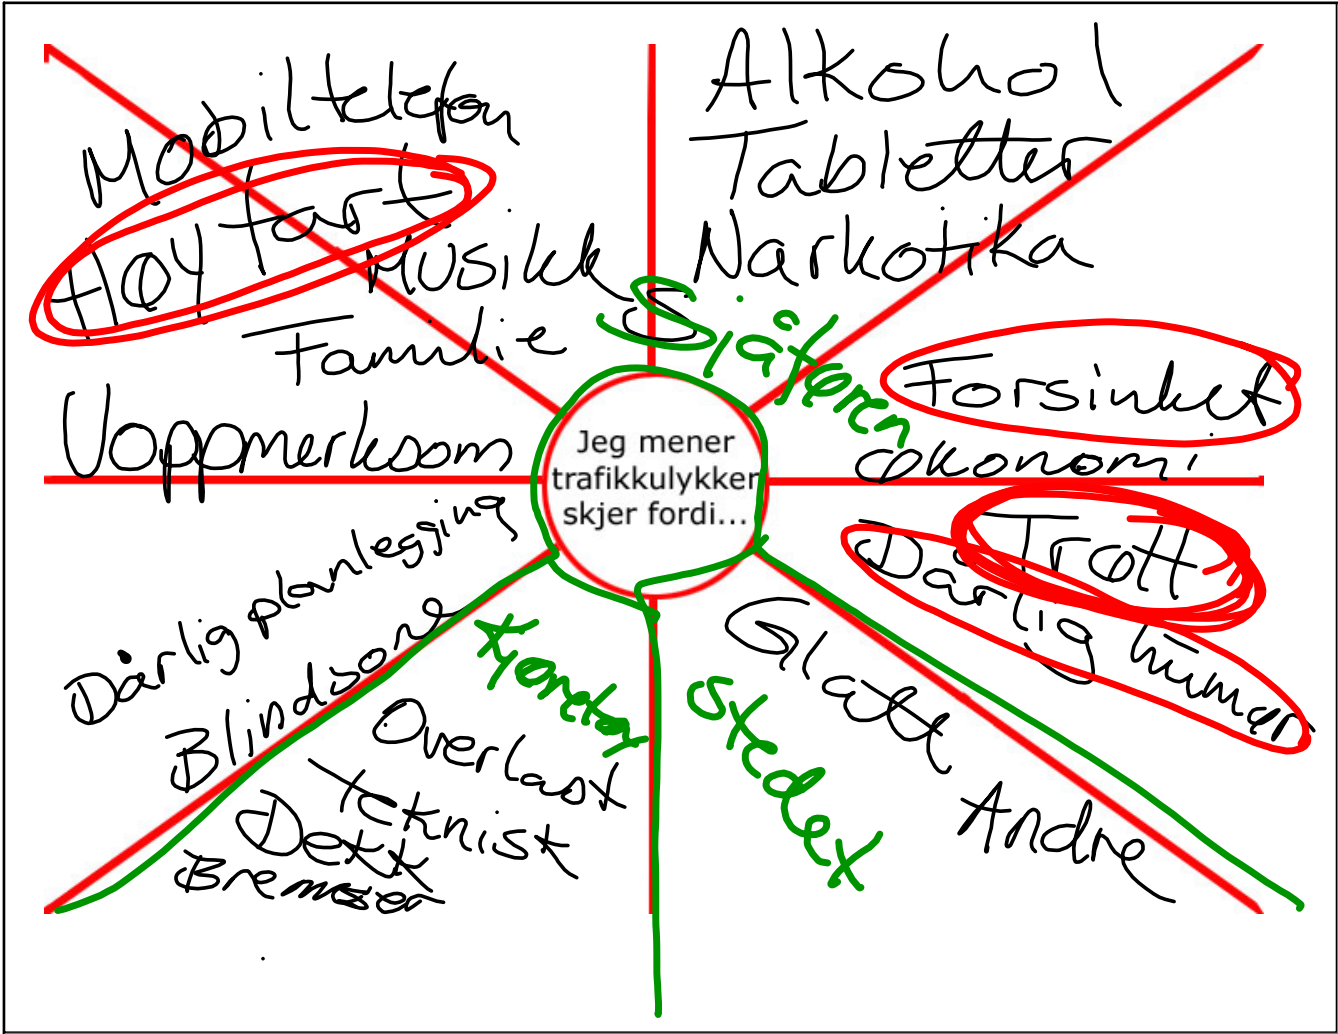 Mobiltelefon
Høy fart
Musikk
Familie
Uoppmerksom
Alkohol
Tabletter
Narkotika
Sjåføren
Forsinket
økonomi
Jeg mener
trafikkulykker
skjer fordi...
Trøtt
Dårlig humør
Dårlig planlegging
Blindsone
Kjøretøy
Overlast
teknisk
Dekk
Bremser
stedet
Glatt
Andre